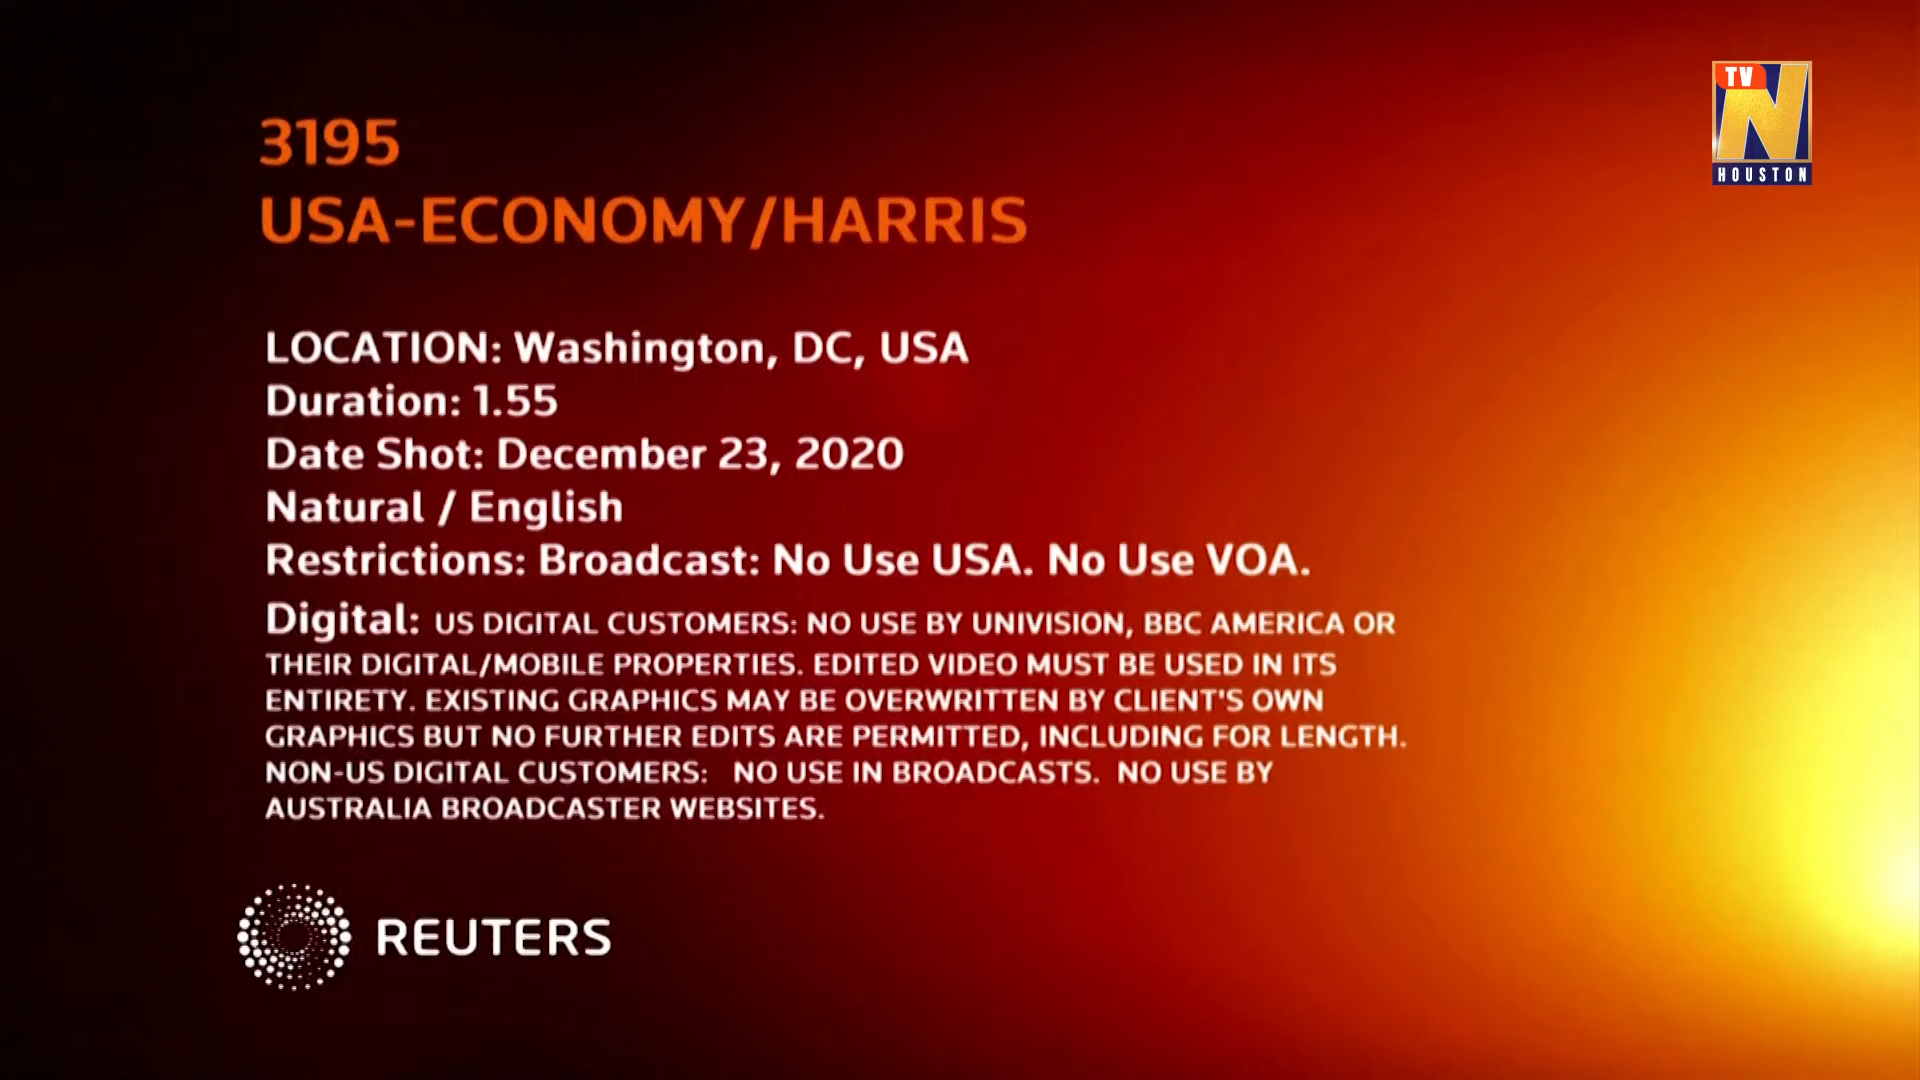 TV
N
HOUSTON
3195
USA-ECONOMY/HARRIS
LOCATION: Washington, DC, USA
Duration: 1.55
Date Shot: December 23, 2020
Natural / English
Restrictions: Broadcast: No Use USA. No Use VOA.
Digital: US DIGITAL CUSTOMERS: NO USE BY UNIVISION, BBC AMERICA OR
THEIR DIGITAL/MOBILE PROPERTIES. EDITED VIDEO MUST BE USED IN ITS
ENTIRETY. EXISTING GRAPHICS MAY BE OVERWRITTEN BY CLIENT'S OWN
GRAPHICS BUT NO FURTHER EDITS ARE PERMITTED, INCLUDING FOR LENGTH.
NON-US DIGITAL CUSTOMERS: NO USE IN BROADCASTS. NO USE BY
AUSTRALIA BROADCASTER WEBSITES.
REUTERS